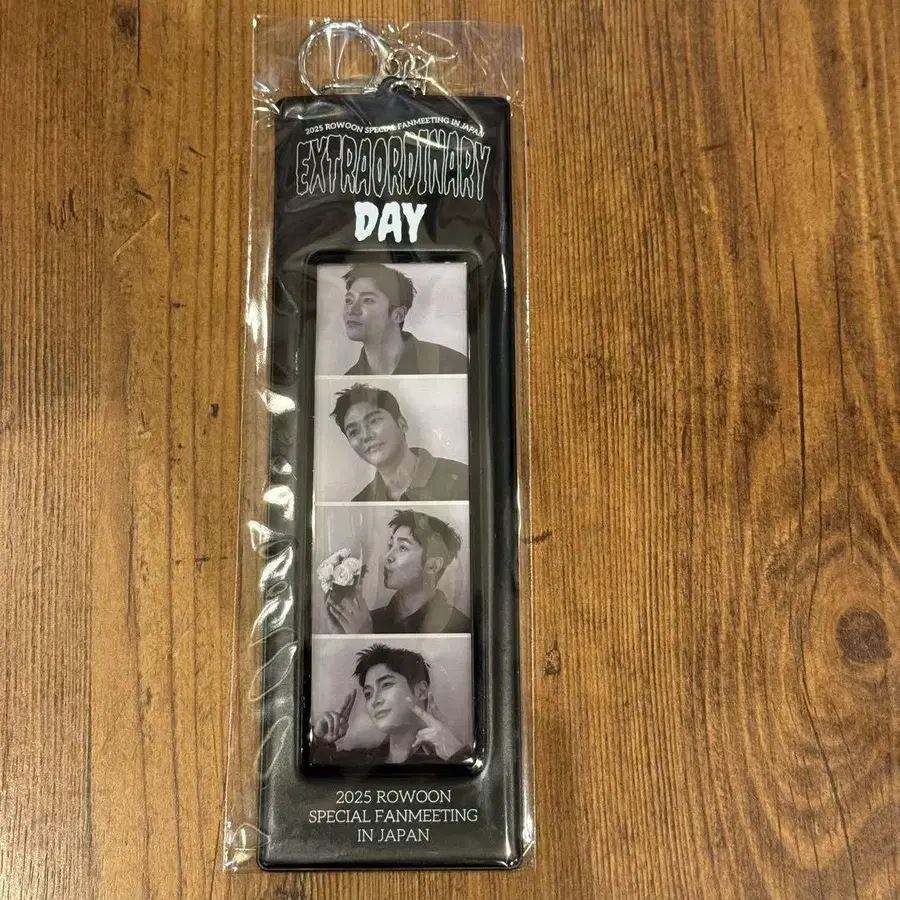 2025 ROWOON SPECIAL FANMEETING IN JAPAN
EXTRAORDINARY
DAY
2025 ROWOON
SPECIAL FANMEETING
IN JAPAN